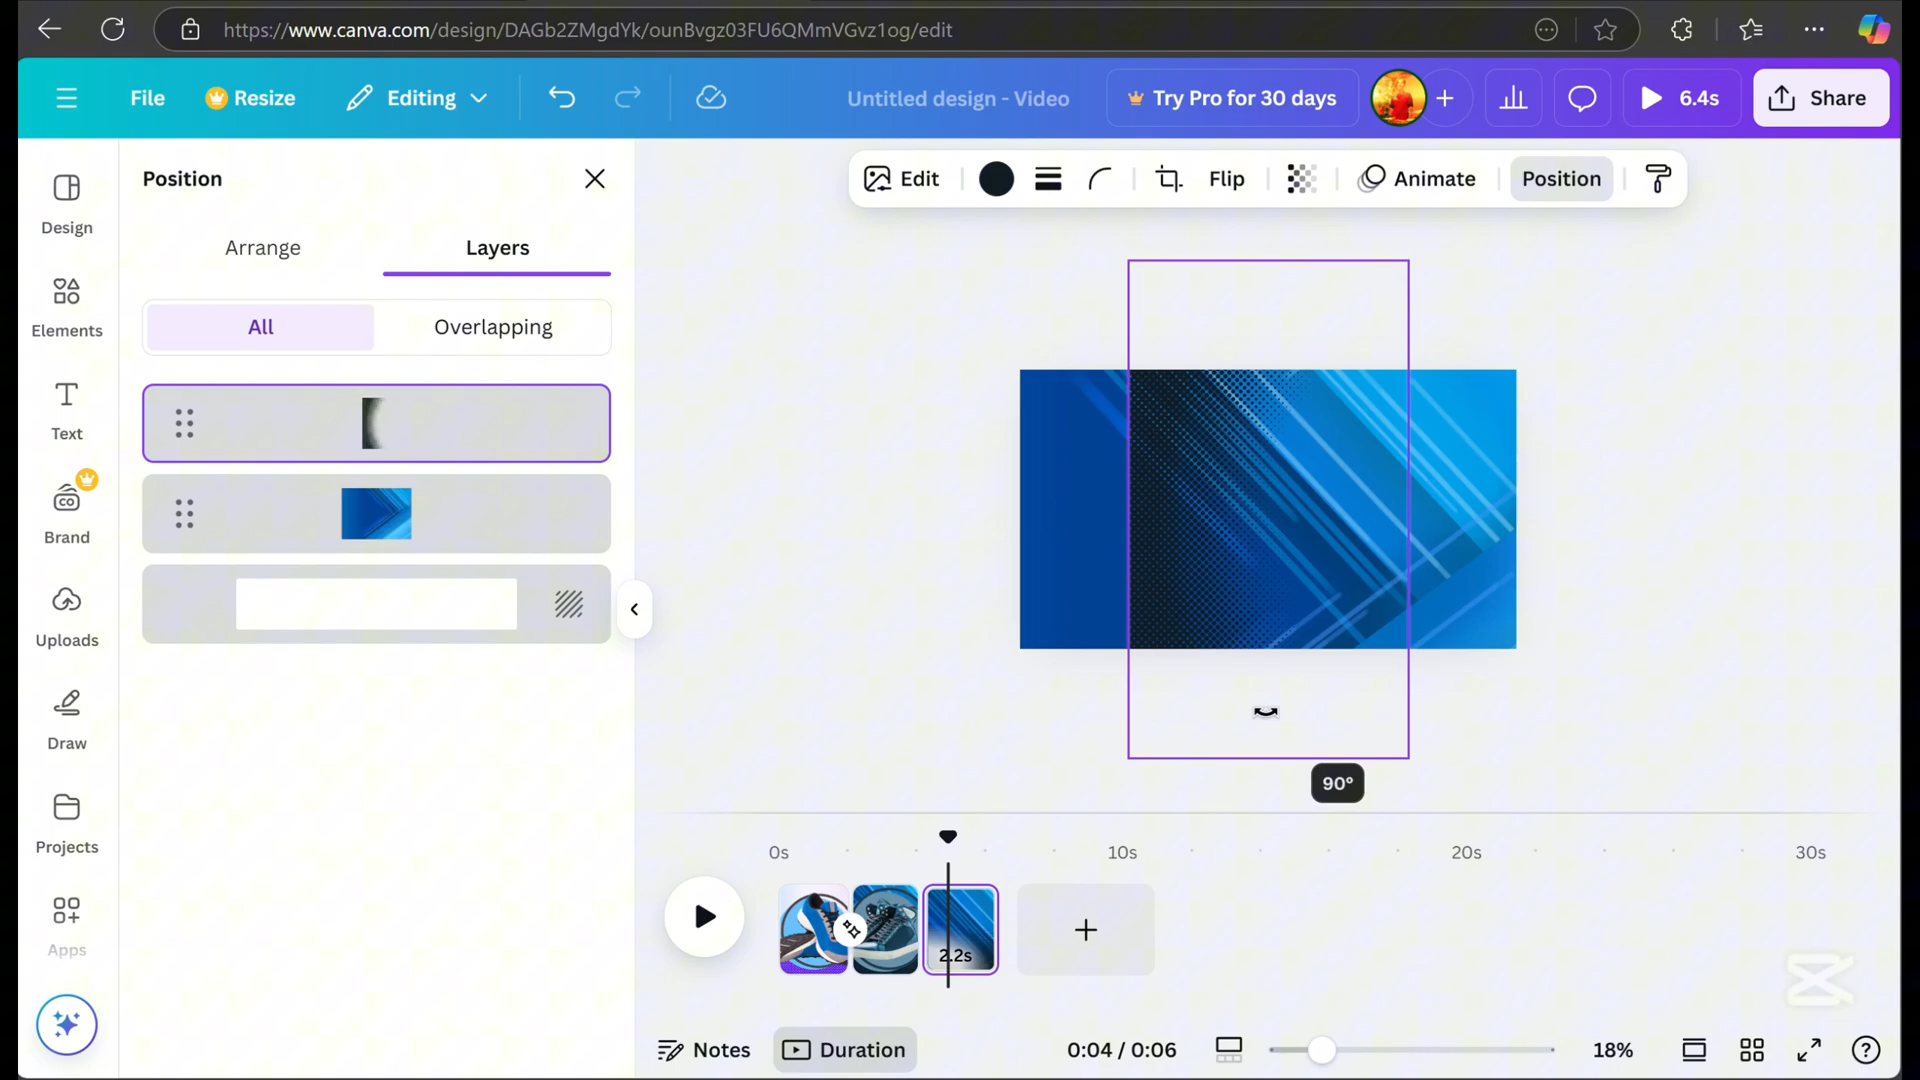 https://www.canva.com/design/DAGb2ZMgdYk/ounBvgz03FU6QMmVGvz1og/edit
File
Resize
Editing
Untitled design - Video
Try Pro for 30 days
6.4s
Share
Design
Elements
Text
Brand
Uploads
Draw
Projects
Apps
Position
Arrange
Layers
All
Overlapping
Edit
Flip
Animate
Position
90°
0s
10s
20s
30s
2.2s
Notes
Duration
0:04 / 0:06
18%